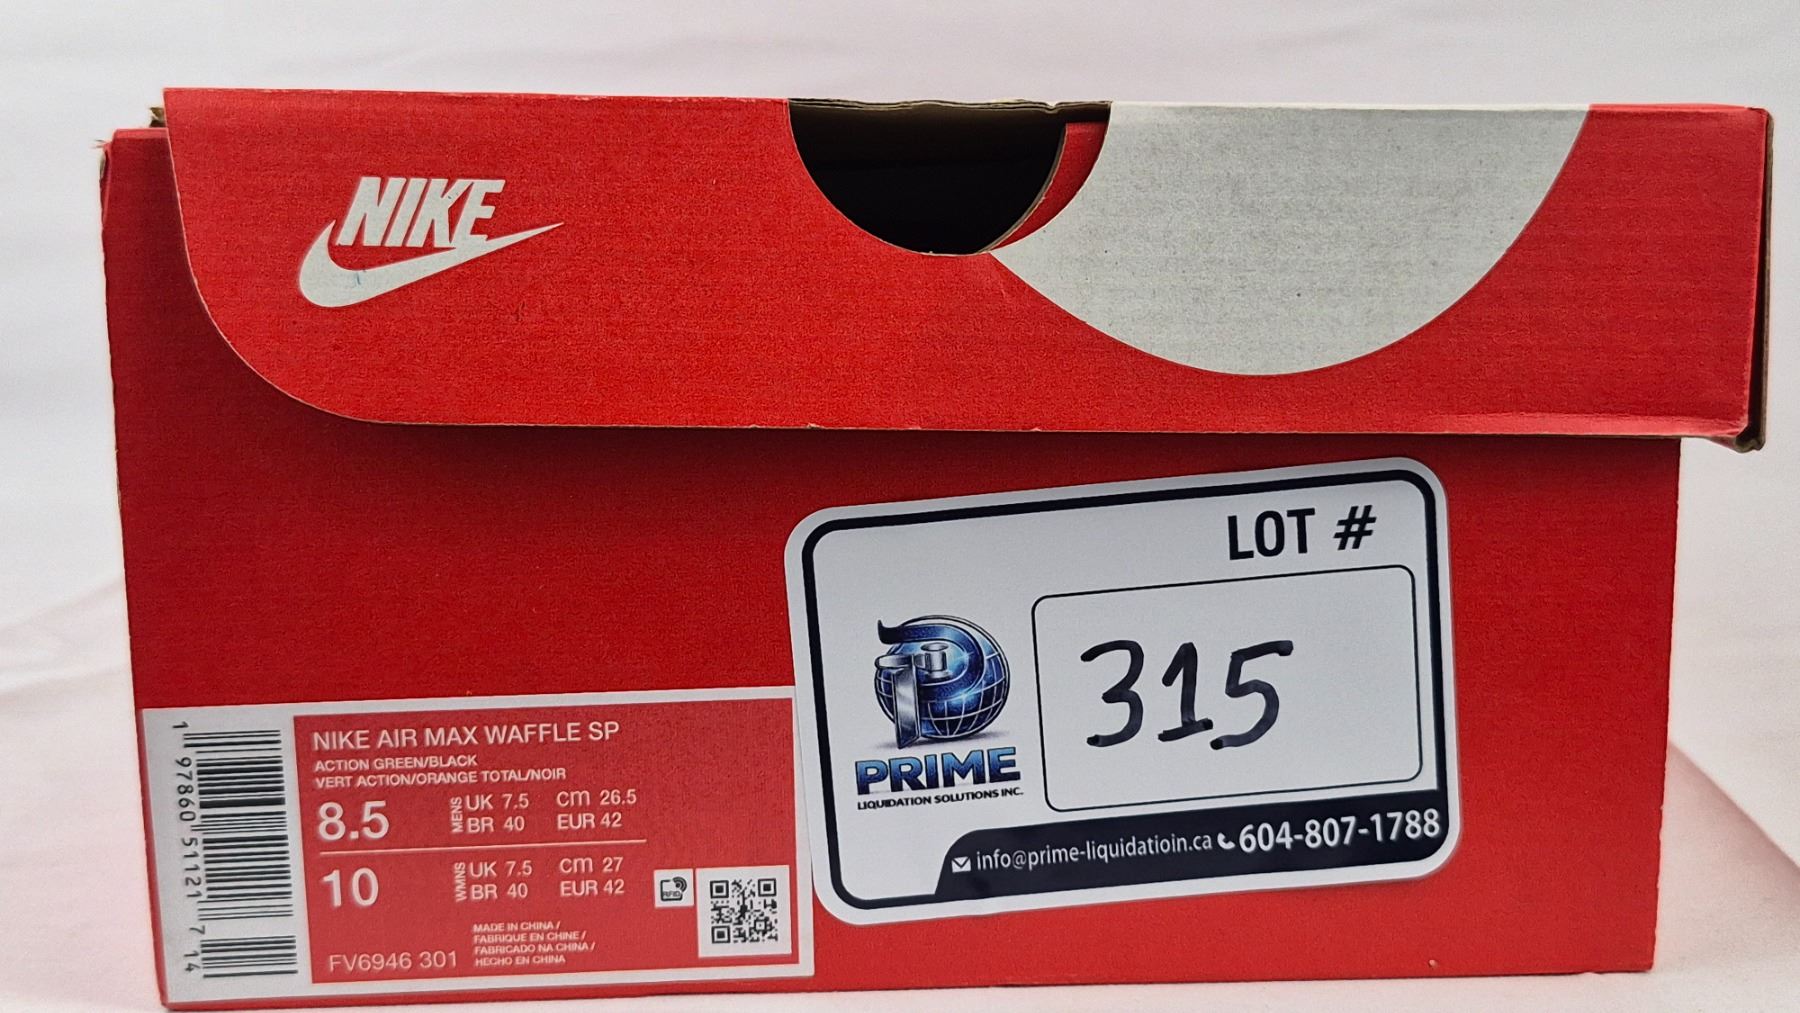 NIKE
LOT #
315
PRIME
LIQUIDATION SOLUTIONS INC.
info@prime-liquidatioin.ca 604-807-1788
NIKE AIR MAX WAFFLE SP
ACTION GREEN/BLACK
VERT ACTION/ORANGE TOTAL/NOIR
8.5 MENS UK 7.5 CM 26.5
BR 40 EUR 42
10 WMNS UK 7.5 CM 27
BR 40 EUR 42
RFID
MADE IN CHINA /
FABRIQUE EN CHINE /
FABRICADO NA CHINA /
HECHO EN CHINA
FV6946 301
1 97860 51121 7 14